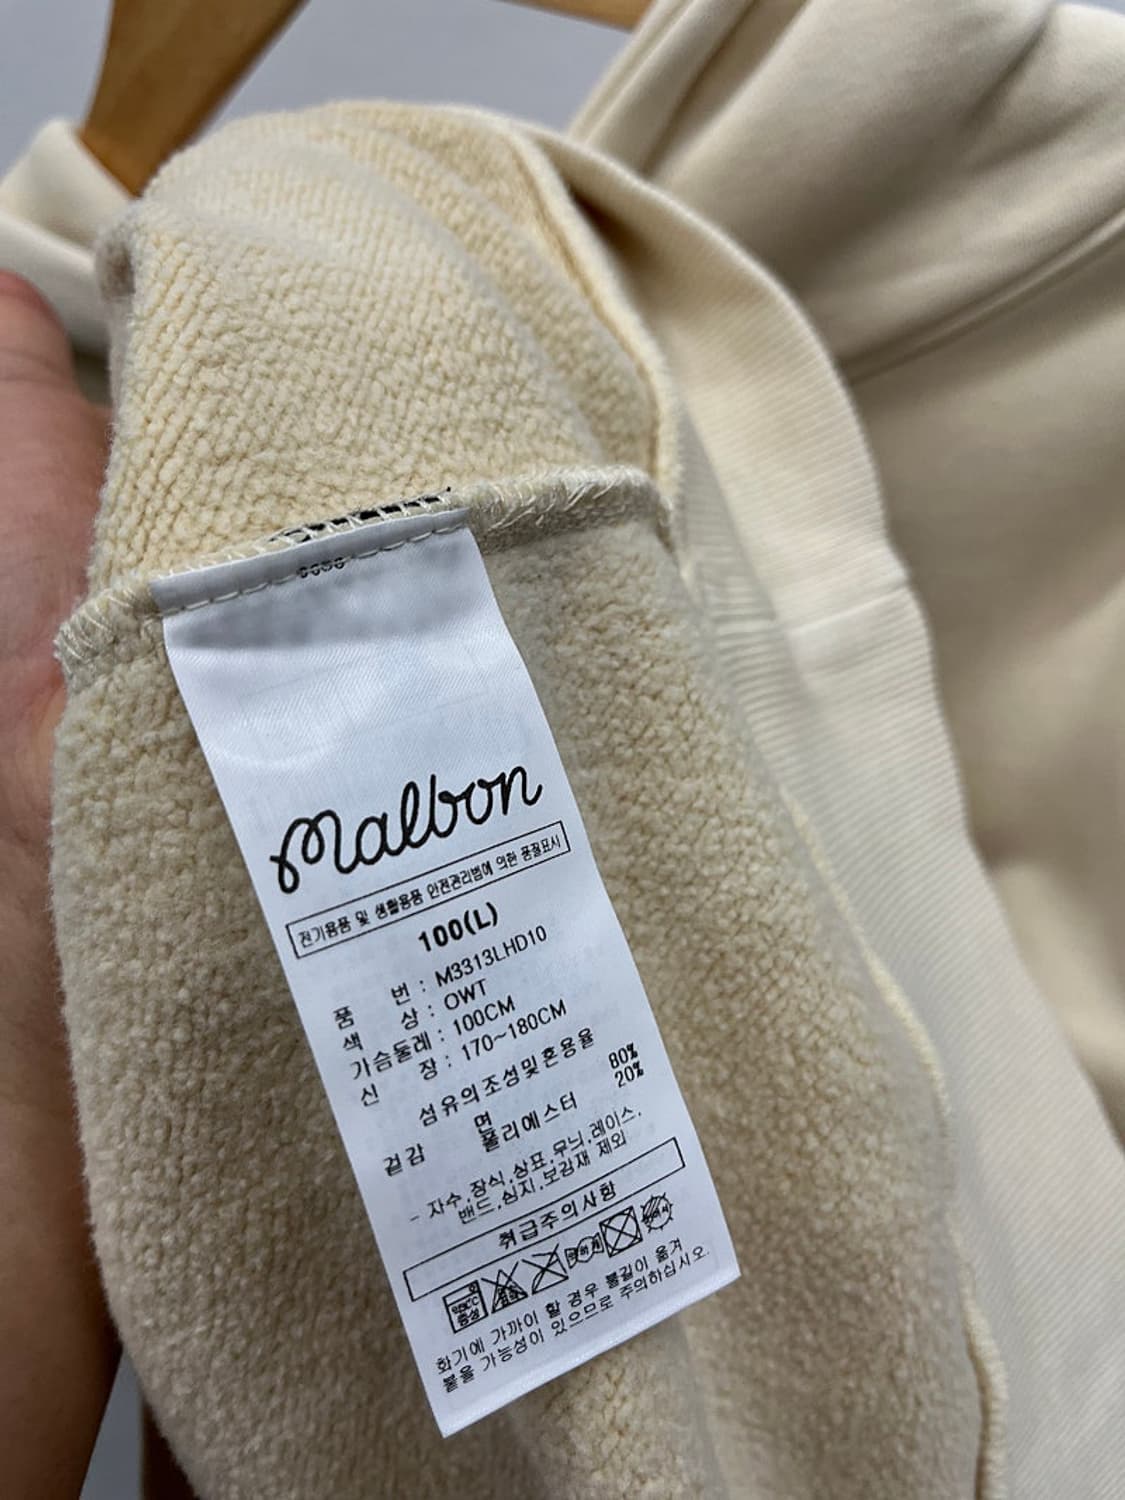 malbon
전기용품 및 생활용품 안전관리법에 의한 품질표시
100(L)
품 번 : M3313LHD10
색 상 : OWT
가슴둘레 : 100CM
신 장 : 170~180CM
섬유의조성및혼용율
겉감 면 80%
폴리에스터 20%
- 자수,장식,상표,무늬,레이스,
밴드,심지,보강재 제외
취급주의사항
화기에 가까이 할 경우 불길이 옮겨
붙을 가능성이 있으므로 주의하십시오.